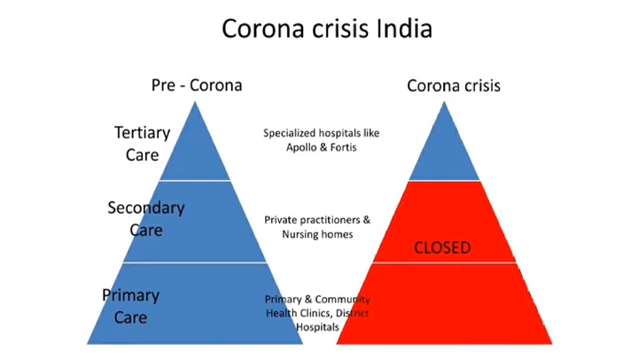 Corona crisis India
Pre - Corona
Corona crisis
Tertiary
Care
Specialized hospitals like
Apollo & Fortis
Secondary
Care
Private practitioners &
Nursing homes
CLOSED
Primary
Care
Primary & Community
Health Clinics, District
Hospitals